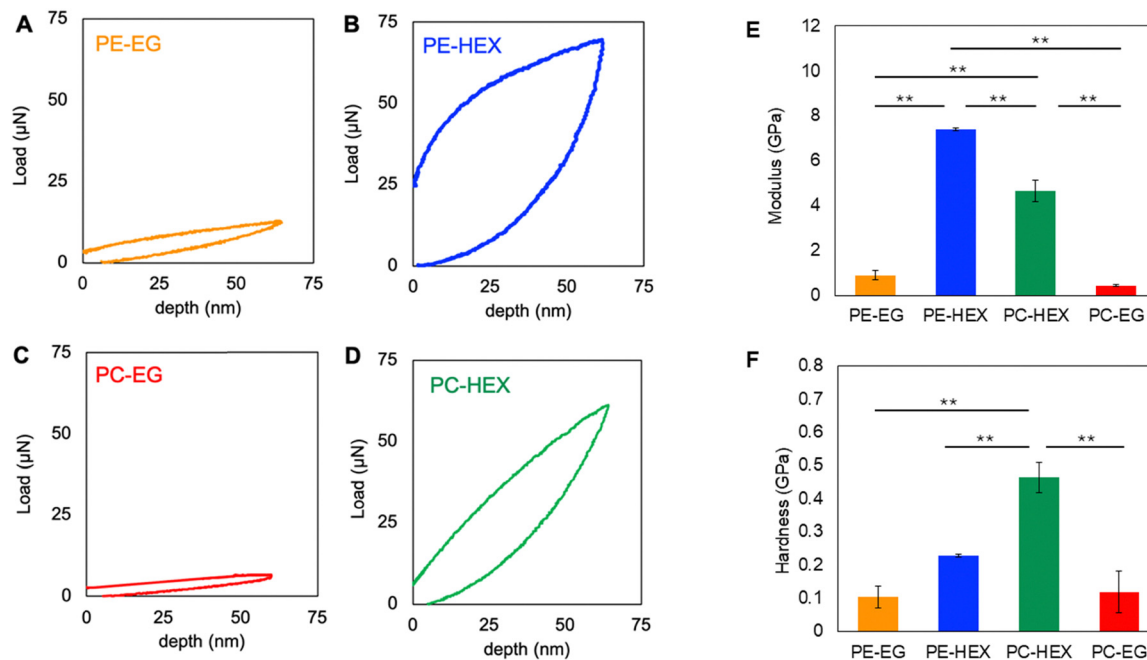 A
75
PE-EG
50
25
0
Load (µN)
0 25 50 75
depth (nm)
B
75
PE-HEX
50
25
0
Load (µN)
0 25 50 75
depth (nm)
C
75
PC-EG
50
25
0
Load (µN)
0 25 50 75
depth (nm)
D
75
PC-HEX
50
25
0
Load (µN)
0 25 50 75
depth (nm)
E
12
10
8
6
4
2
0
Modulus (GPa)
**
**
** ** **
PE-EG PE-HEX PC-HEX PC-EG
F
0.8
0.7
0.6
0.5
0.4
0.3
0.2
0.1
0
Hardness (GPa)
**
** **
PE-EG PE-HEX PC-HEX PC-EG